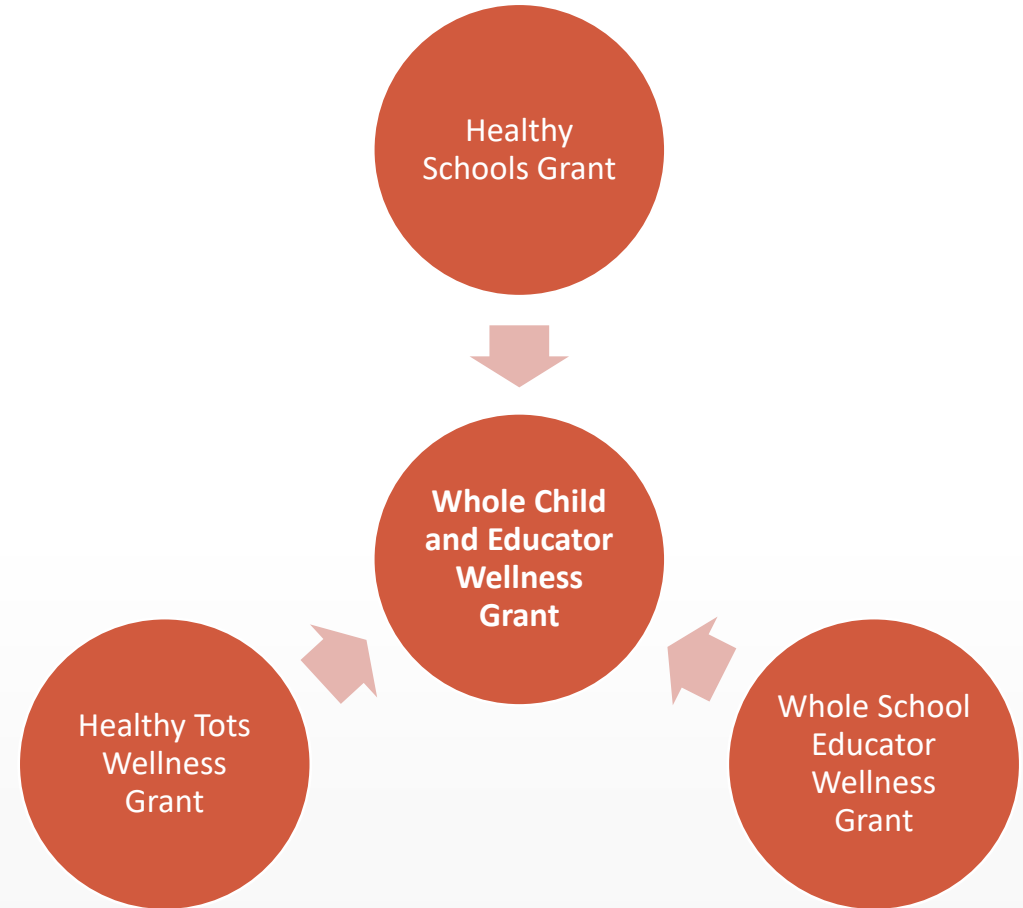 Healthy
Schools Grant
Whole Child
and Educator
Wellness
Grant
Healthy Tots
Wellness
Grant
Whole School
Educator
Wellness
Grant